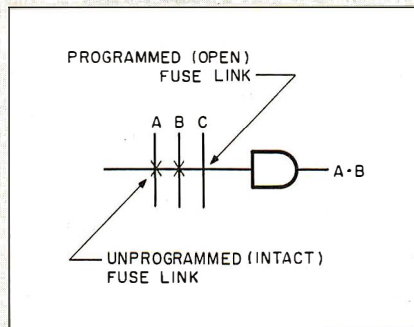 PROGRAMMED (OPEN)
FUSE LINK
A B C
A·B
UNPROGRAMMED (INTACT)
FUSE LINK